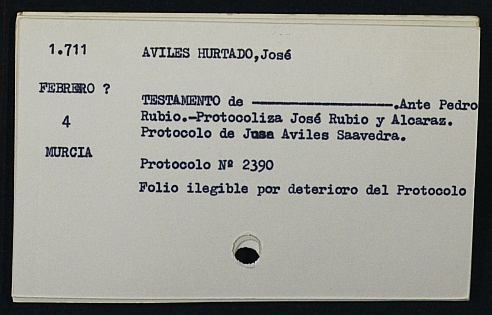 1.711
AVILES HURTADO,José
FEBRERO ?
TESTAMENTO de ————————.Ante Pedro
4
Rubio.-Protocoliza José Rubio y Alcaraz.
Protocolo de Juan Aviles Saavedra.
MURCIA
Protocolo Nº 2390
Folio ilegible por deterioro del Protocolo